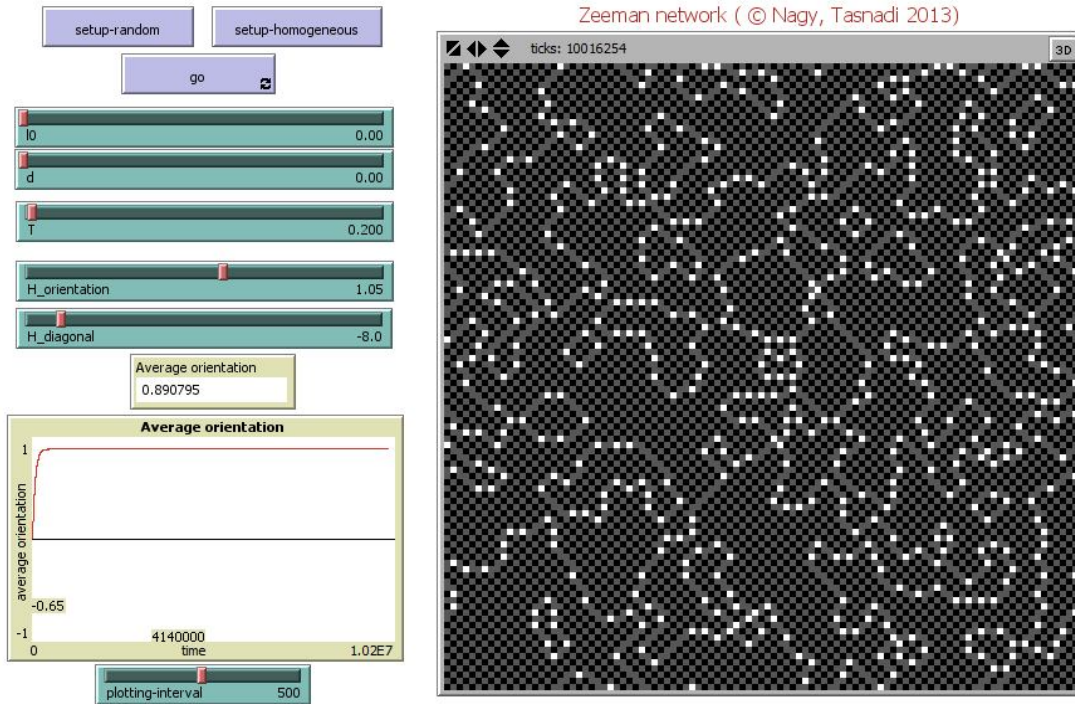 Zeeman network ( © Nagy, Tasnadi 2013)
setup-random
setup-homogeneous
go
ticks: 10016254
3D
l0 0.00
d 0.00
T 0.200
H_orientation 1.05
H_diagonal -8.0
Average orientation
0.890795
Average orientation
1
average orientation
-0.65
-1
4140000
0 time 1.02E7
plotting-interval 500